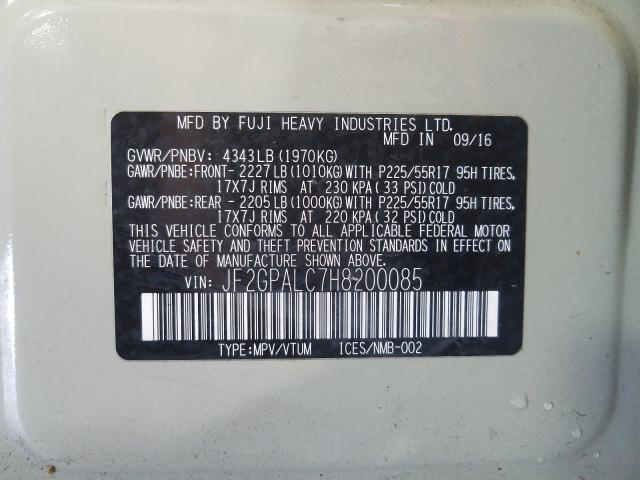 MFD BY FUJI HEAVY INDUSTRIES LTD.
MFD IN 09/16
GVWR/PNBV: 4343LB(1970KG)
GAWR/PNBE:FRONT- 2227LB(1010KG)WITH P225/55R17 95H TIRES,
17X7J RIMS AT 230 KPA(33 PSI)COLD
GAWR/PNBE:REAR - 2205LB(1000KG)WITH P225/55R17 95H TIRES,
17X7J RIMS AT 220 KPA(32 PSI)COLD
THIS VEHICLE CONFORMS TO ALL APPLICABLE FEDERAL MOTOR
VEHICLE SAFETY AND THEFT PREVENTION STANDARDS IN EFFECT ON
THE DATE OF MANUFACTURE SHOWN ABOVE.
VIN: JF2GPALC7H8200085
TYPE:MPV/VTUM ICES/NMB-002